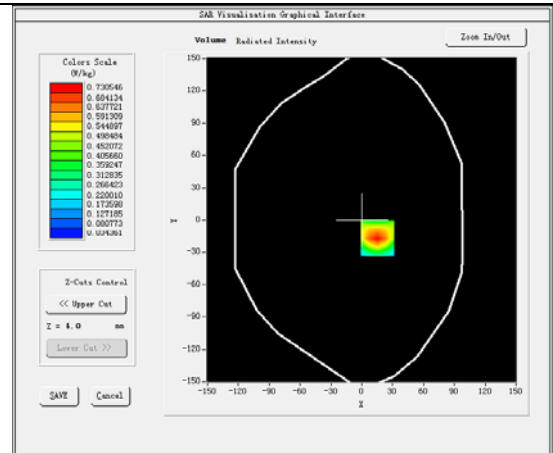 SAR Visualisation Graphical Interface
Volume Radiated Intensity
Zoom In/Out
Colors Scale
(W/kg)
0.730546
0.684134
0.637721
0.591309
0.544897
0.498484
0.452072
0.405660
0.359247
0.312835
0.266423
0.220010
0.173598
0.127185
0.080773
0.034361
150
120
90
60
30
0
-30
-60
-90
-120
-150
Y
-150 -120 -90 -60 -30 0 30 60 90 120 150
X
Z-Cuts Control
<< Upper Cut
Z = 4.0 mm
Lower Cut >>
SAVE Cancel